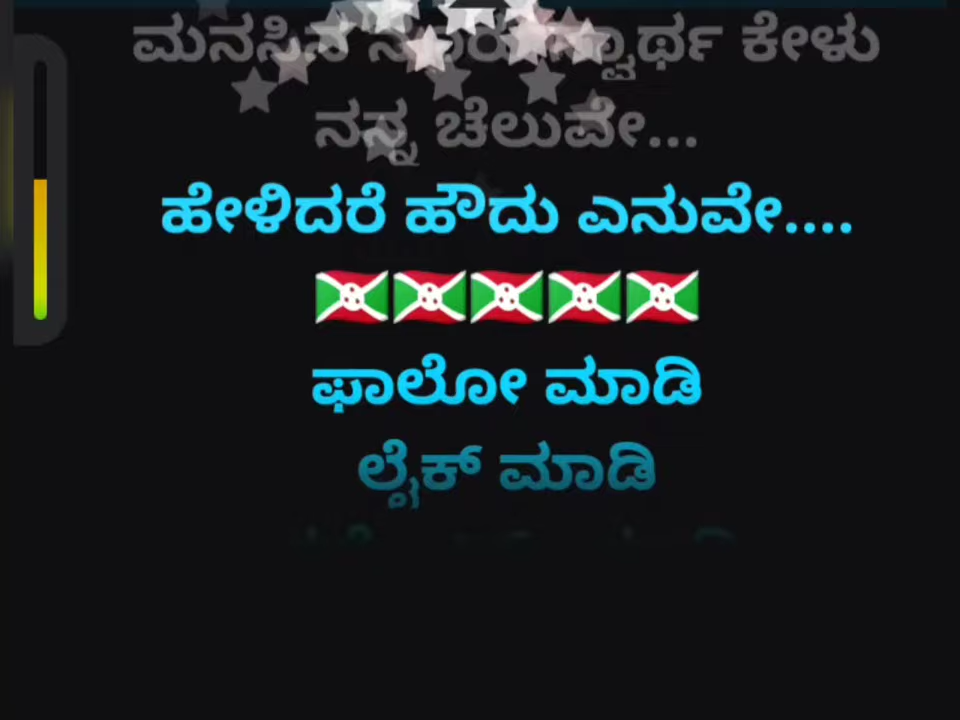 ಮನಸಿನ ಸ್ವಾರ್ಥ ಕೇಳು
ನನ್ನ ಚೆಲುವೇ...
ಹೇಳಿದರೆ ಹೌದು ಎನುವೇ....
ಫಾಲೋ ಮಾಡಿ
ಲೈಕ್ ಮಾಡಿ